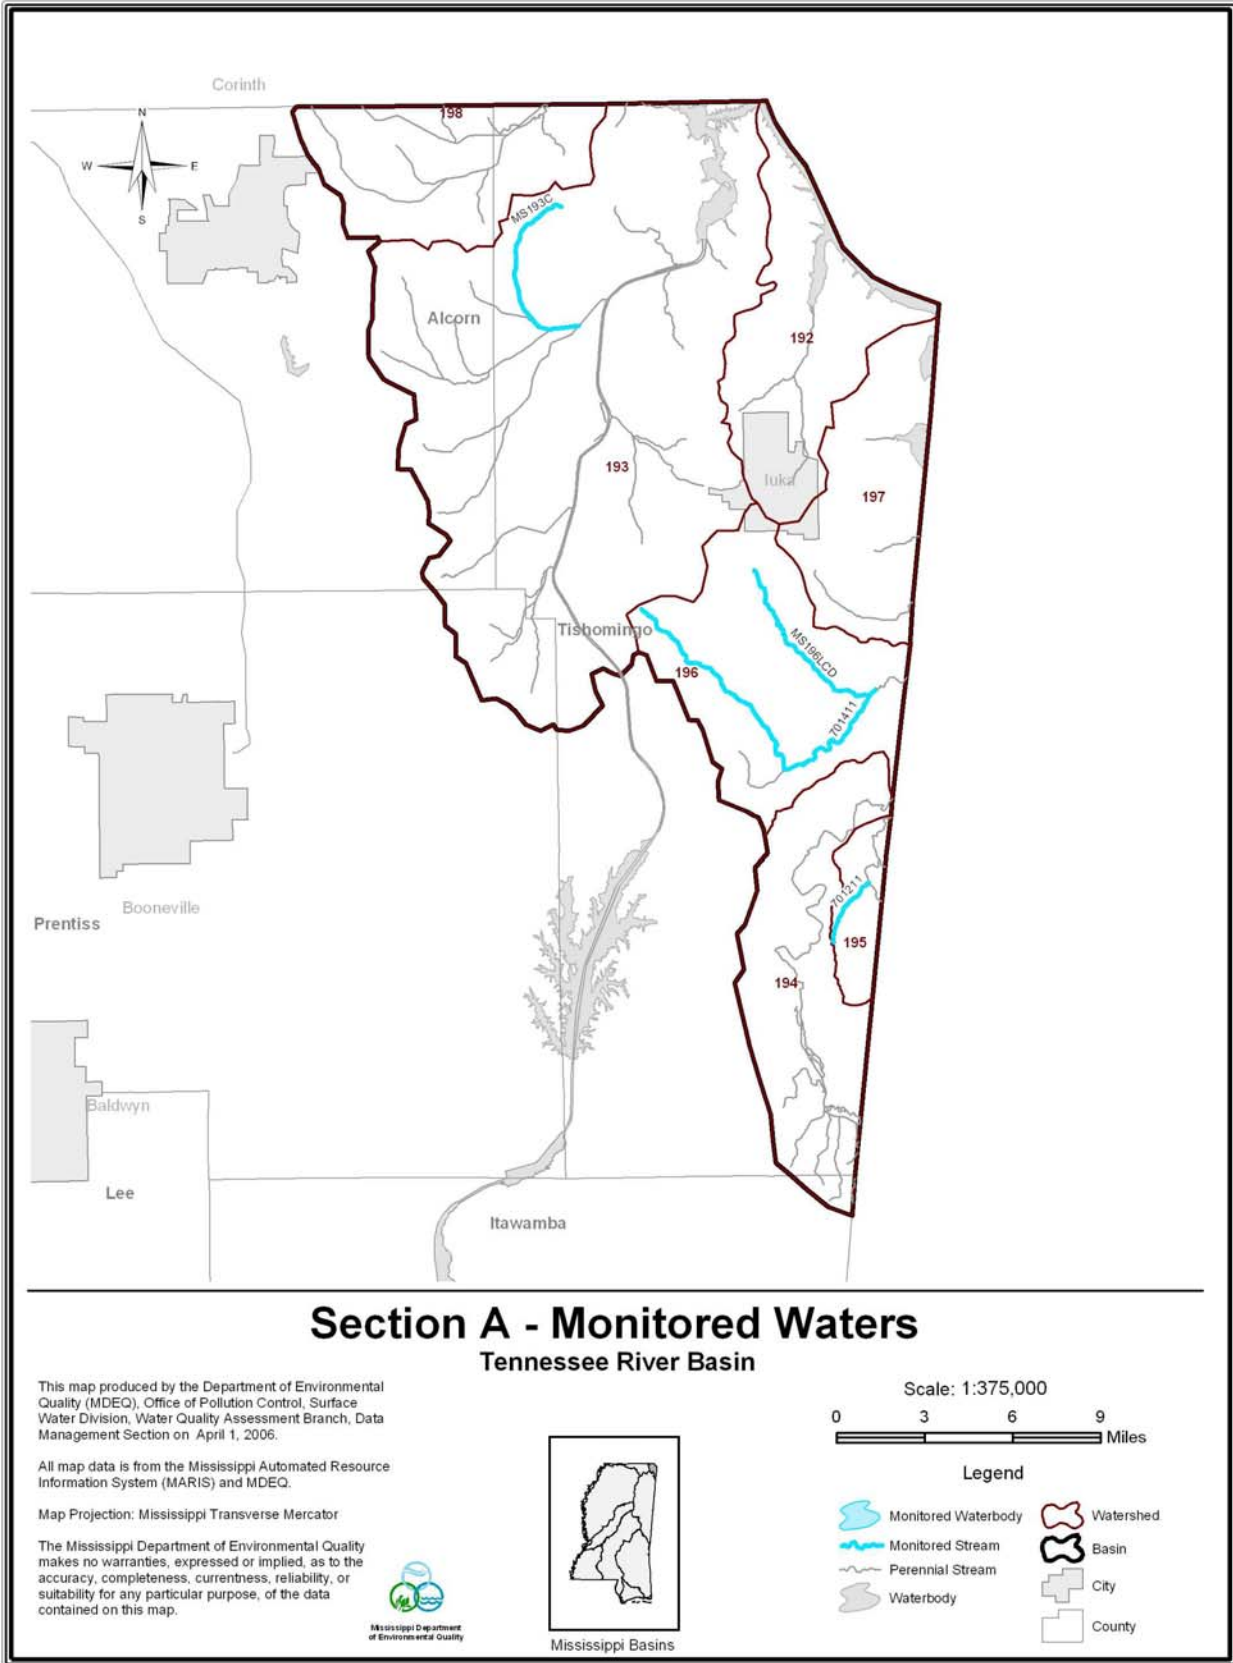 Corinth
N
W
E
S
198
MS193C
Alcorn
192
193
Iuka
197
Tishomingo
196
MS196LCD
701411
Booneville
Prentiss
701211
195
194
Baldwyn
Lee
Itawamba
Section A - Monitored Waters
Tennessee River Basin
This map produced by the Department of Environmental
Quality (MDEQ), Office of Pollution Control, Surface
Water Division, Water Quality Assessment Branch, Data
Management Section on April 1, 2006.
All map data is from the Mississippi Automated Resource
Information System (MARIS) and MDEQ.
Map Projection: Mississippi Transverse Mercator
The Mississippi Department of Environmental Quality
makes no warranties, expressed or implied, as to the
accuracy, completeness, currentness, reliability, or
suitability for any particular purpose, of the data
contained on this map.
Mississippi Department
of Environmental Quality
Mississippi Basins
Scale: 1:375,000
0 3 6 9
Miles
Legend
Monitored Waterbody
Monitored Stream
Perennial Stream
Waterbody
Watershed
Basin
City
County